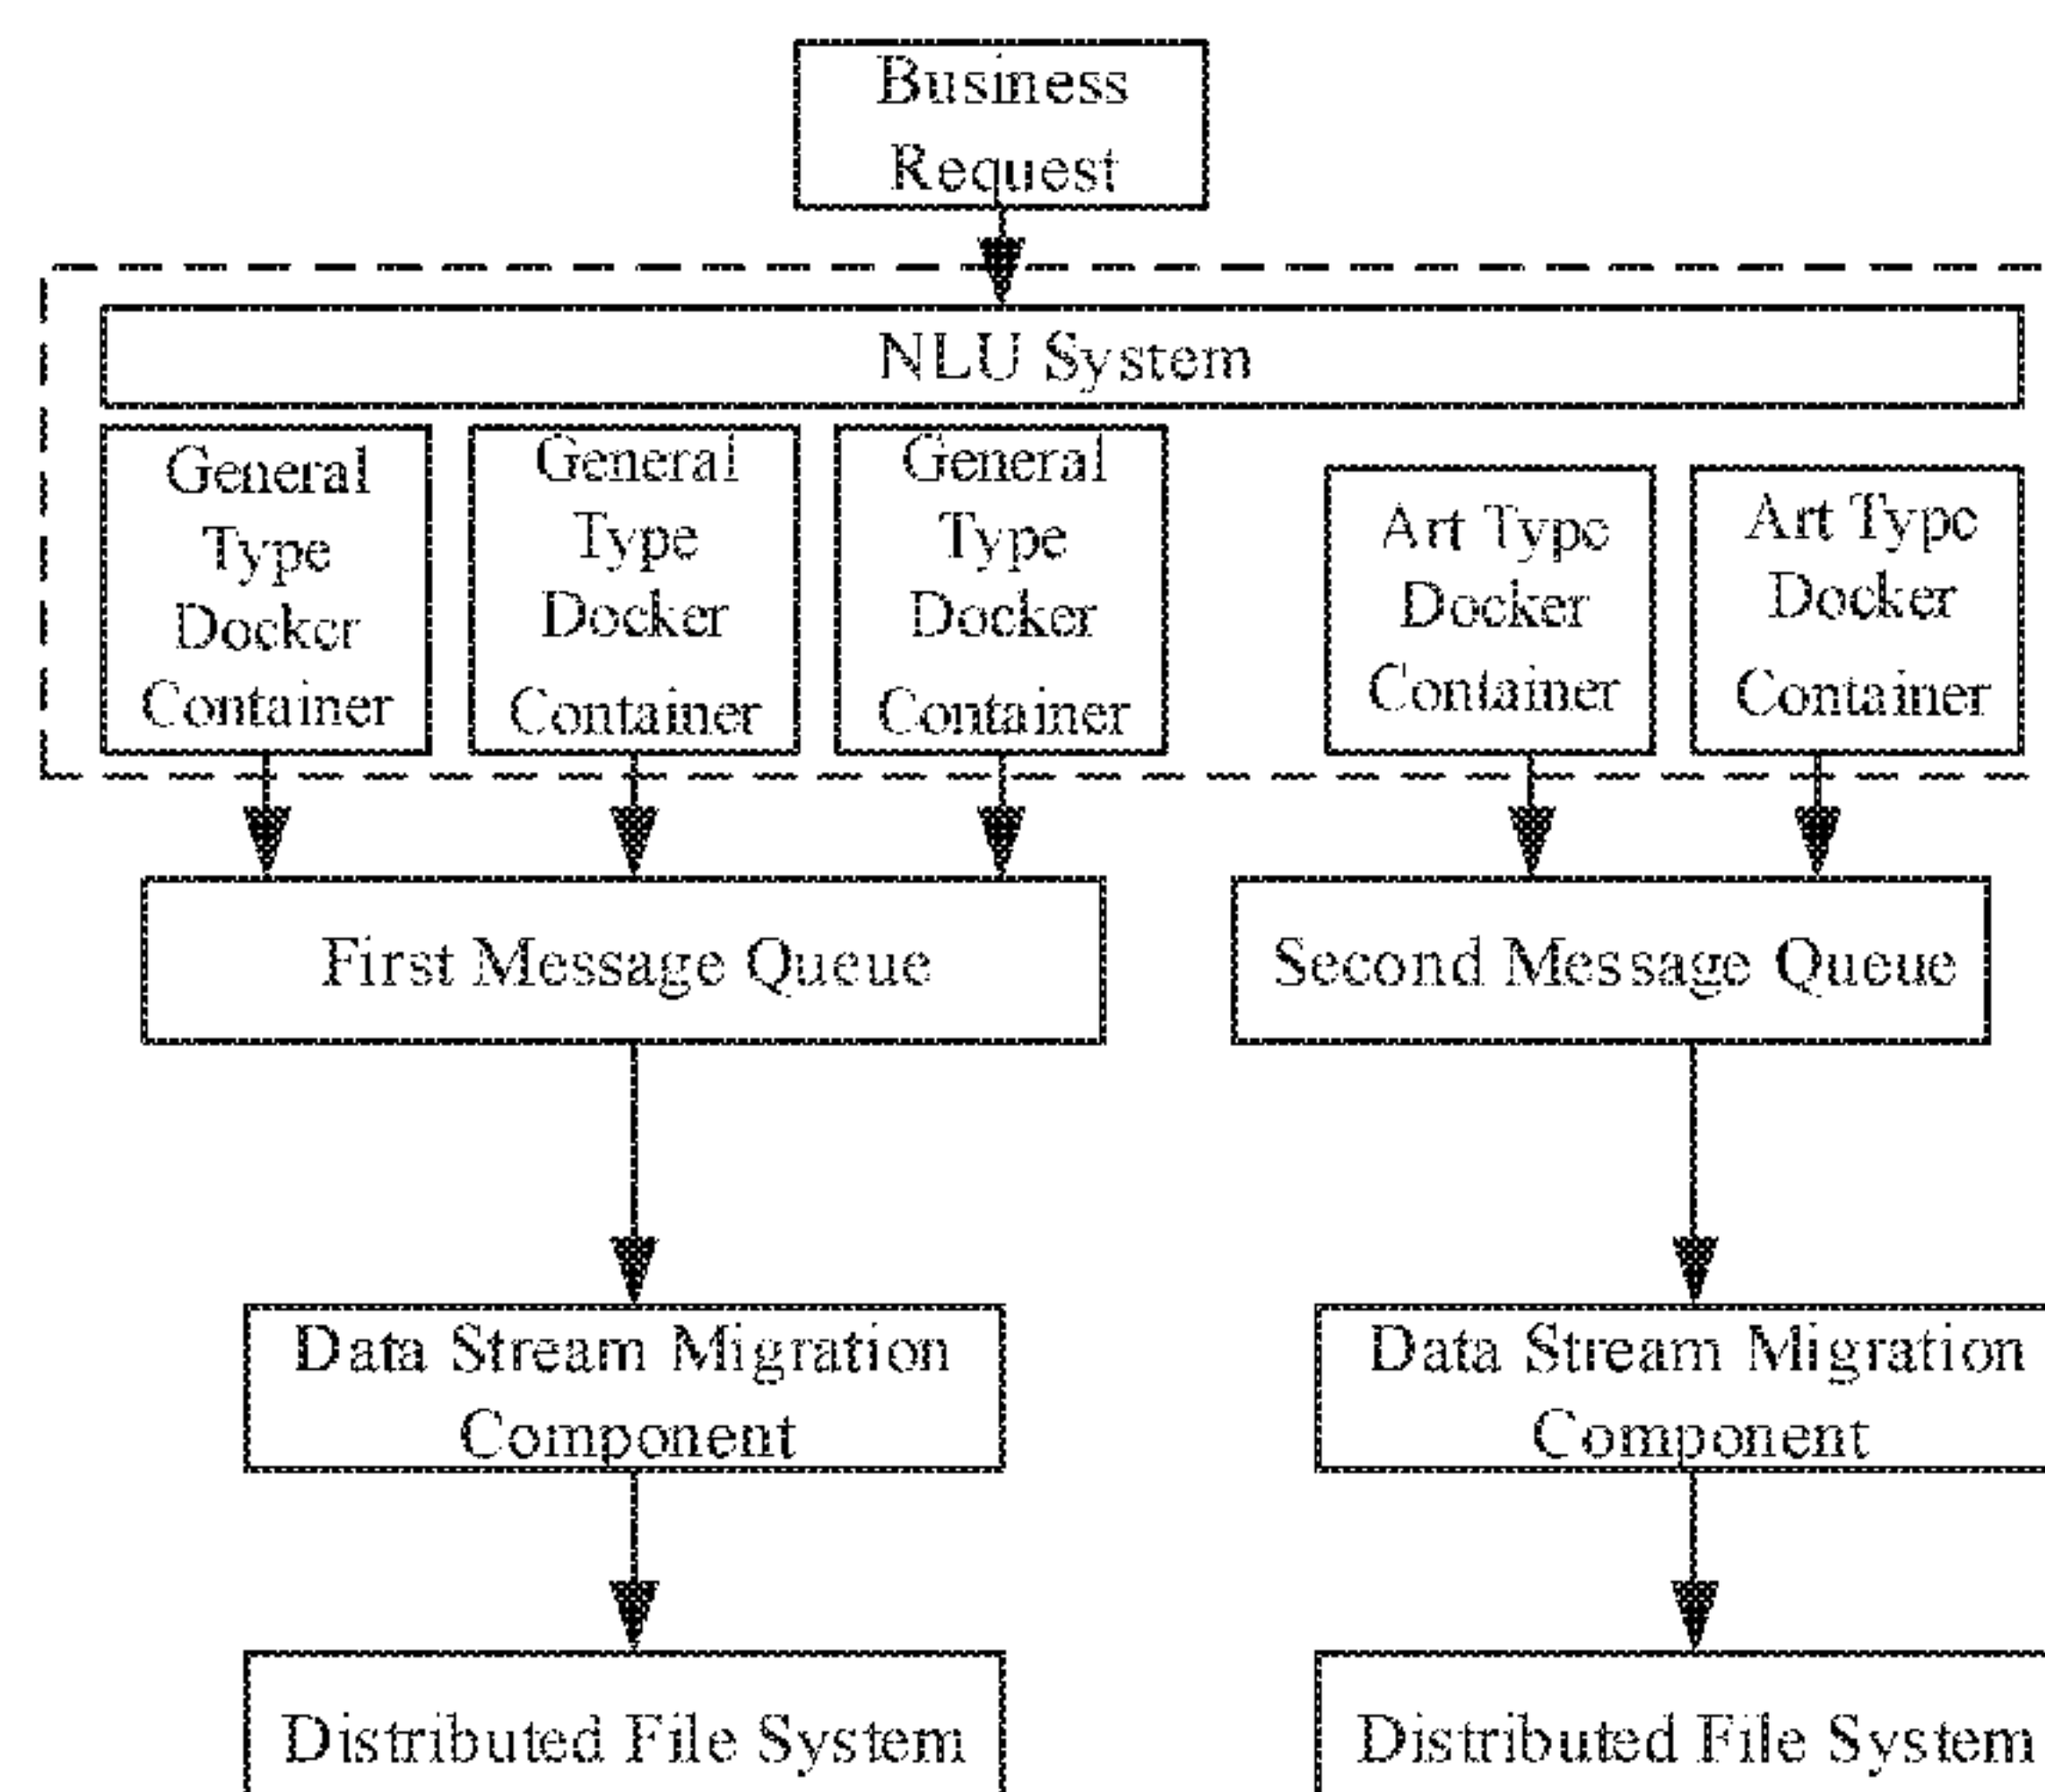 Business
Request
NLU System
General
Type
Docker
Container
General
Type
Docker
Container
General
Type
Docker
Container
Art Type
Docker
Container
Art Type
Docker
Container
First Message Queue
Second Message Queue
Data Stream Migration
Component
Data Stream Migration
Component
Distributed File System
Distributed File System